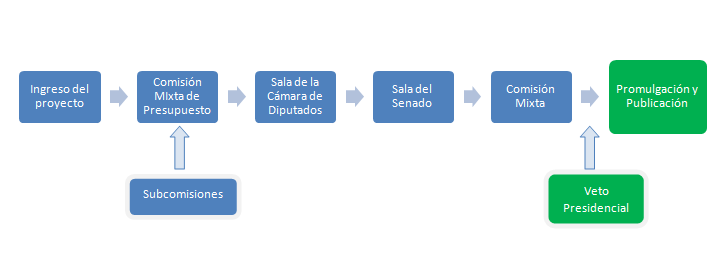 Ingreso del
proyecto
Comisión
MIxta de
Presupuesto
Sala de la
Cámara de
Diputados
Sala del
Senado
Comisión
Mixta
Promulgación y
Publicación
Subcomisiones
Veto
Presidencial